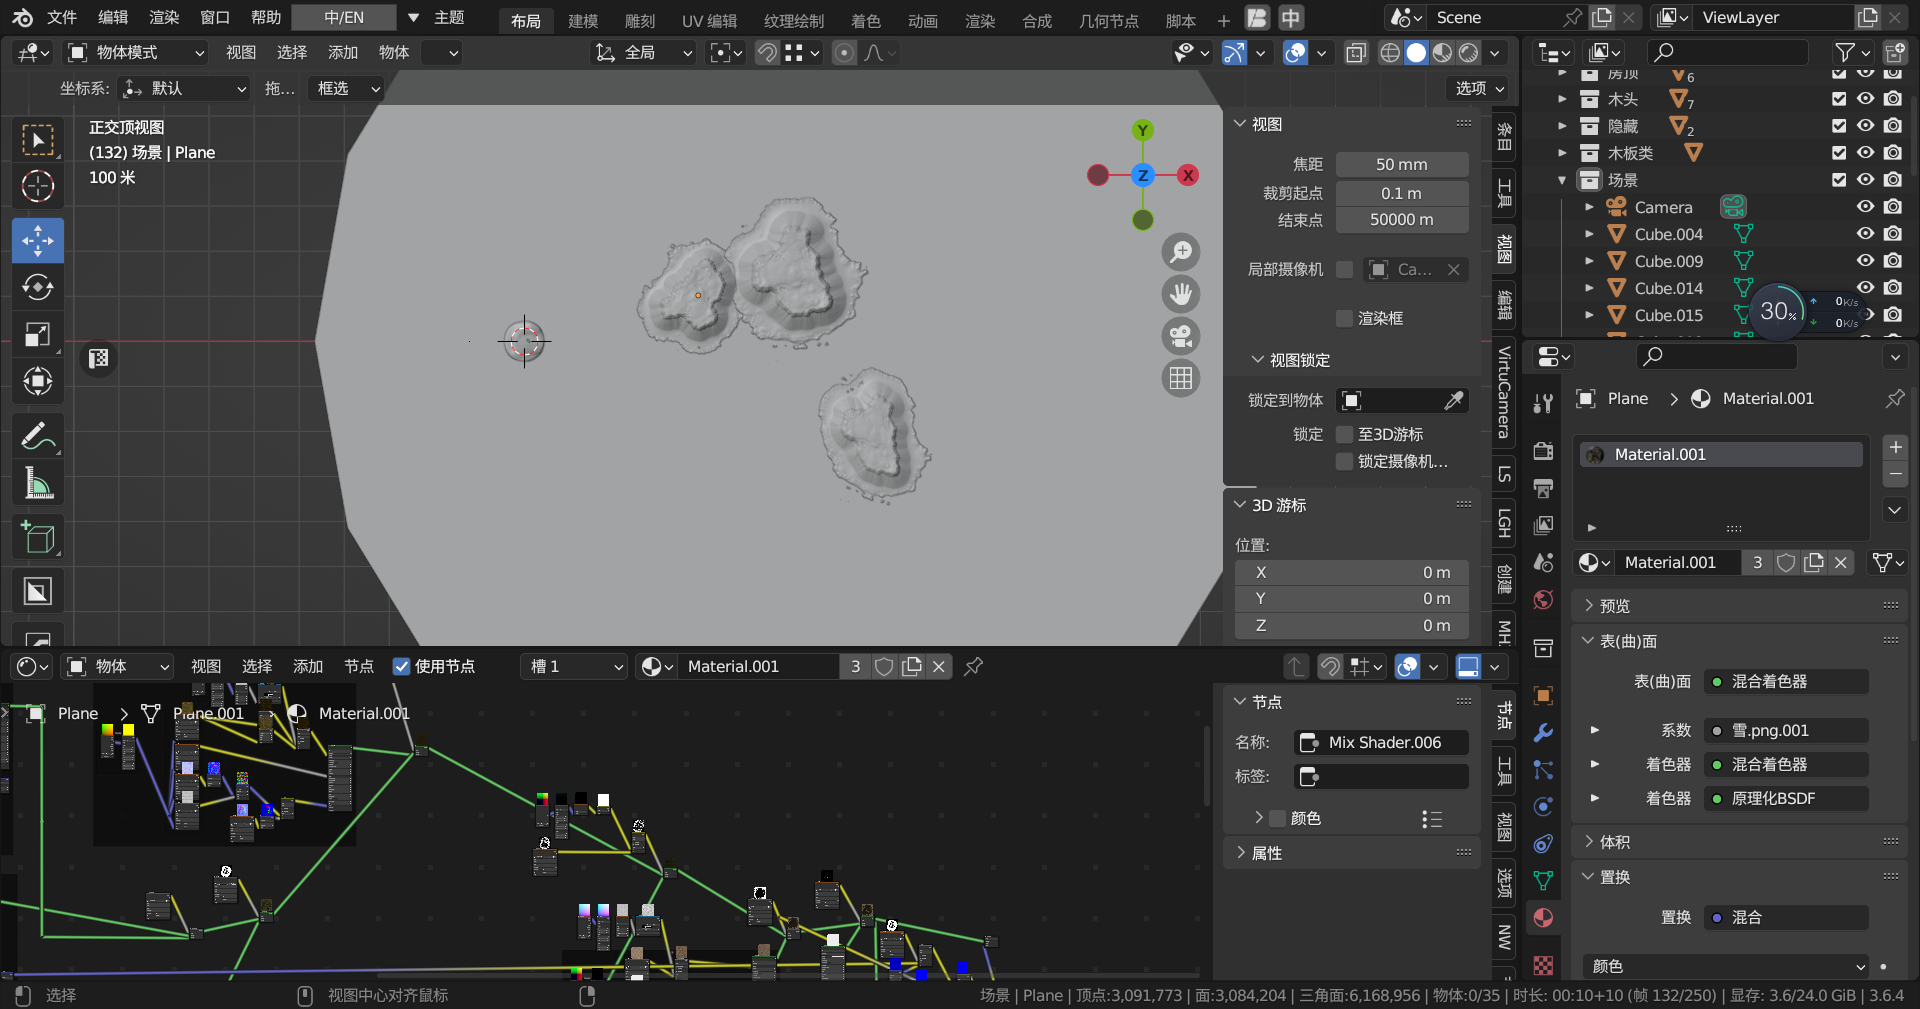 文件 编辑 渲染 窗口 帮助 中/EN 主题 布局 建模 雕刻 UV 编辑 纹理绘制 着色 动画 渲染 合成 几何节点 脚本 + 中 Scene ViewLayer
物体模式 视图 选择 添加 物体 全局
坐标系: 默认 拖... 框选 选项
正交顶视图
(132) 场景 | Plane
100 米
Y
X
Z
视图
焦距 50 mm
裁剪起点 0.1 m
结束点 50000 m
局部摄像机 Ca...
渲染框
视图锁定
锁定到物体
锁定 至3D游标
锁定摄像机...
3D 游标
位置:
X 0 m
Y 0 m
Z 0 m
条目
工具
视图
编辑
VirtuCamera
LS
LGH
创建
MH
房顶 6
木头 7
隐藏 2
木板类
场景
Camera
Cube.004
Cube.009
Cube.014
Cube.015
30%
0K/s
0K/s
Plane > Material.001
Material.001
Material.001 3
预览
表(曲)面
表(曲)面 混合着色器
系数 雪.png.001
着色器 混合着色器
着色器 原理化BSDF
体积
置换
置换 混合
颜色
物体 视图 选择 添加 节点 使用节点 槽 1 Material.001 3
Plane > Plane.001 > Material.001
节点
名称: Mix Shader.006
标签:
颜色
属性
节点
工具
视图
选项
NW
选择 视图中心对齐鼠标
场景 | Plane | 顶点:3,091,773 | 面:3,084,204 | 三角面:6,168,956 | 物体:0/35 | 时长: 00:10+10 (帧 132/250) | 显存: 3.6/24.0 GiB | 3.6.4